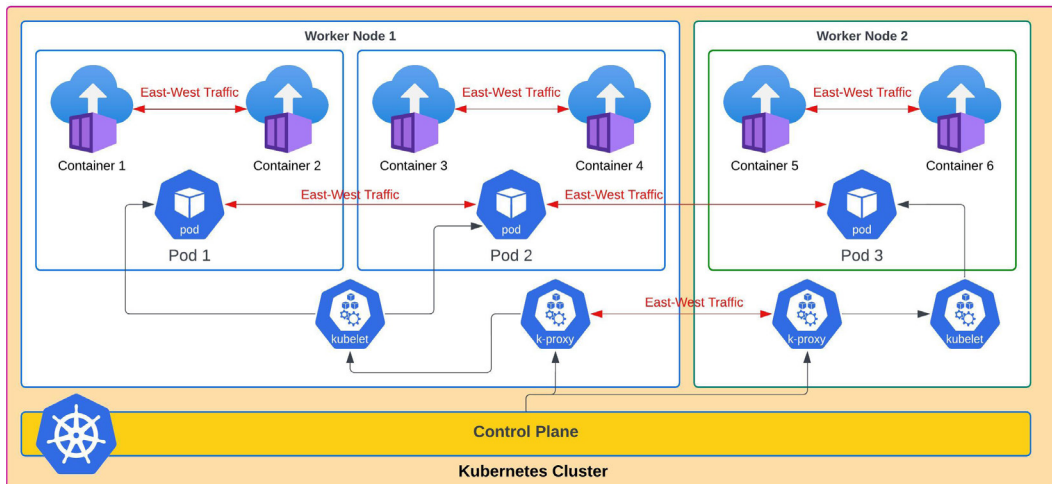 Worker Node 1
Worker Node 2
East-West Traffic
East-West Traffic
East-West Traffic
Container 1
Container 2
Container 3
Container 4
Container 5
Container 6
East-West Traffic
East-West Traffic
pod
pod
pod
Pod 1
Pod 2
Pod 3
East-West Traffic
kubelet
k-proxy
k-proxy
kubelet
Control Plane
Kubernetes Cluster